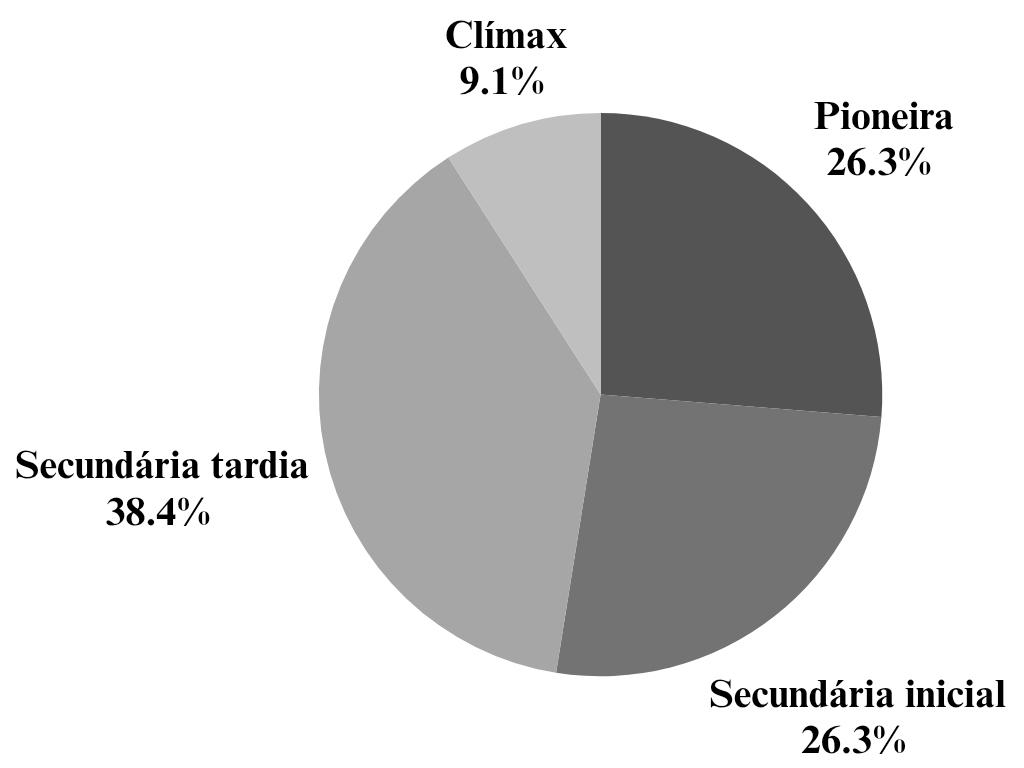 Clímax
9.1%
Pioneira
26.3%
Secundária tardia
38.4%
Secundária inicial
26.3%